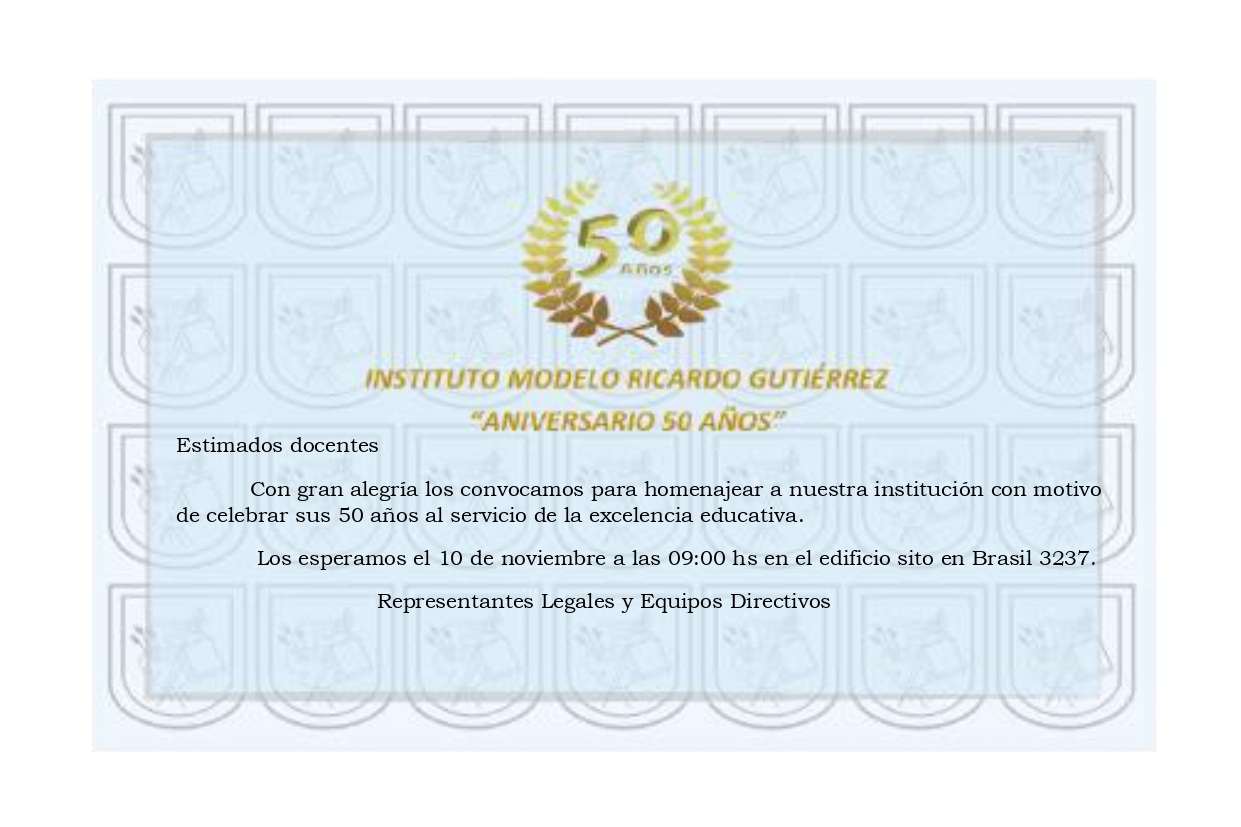 50
Años
INSTITUTO MODELO RICARDO GUTIÉRREZ
“ANIVERSARIO 50 AÑOS”
Estimados docentes
Con gran alegría los convocamos para homenajear a nuestra institución con motivo
de celebrar sus 50 años al servicio de la excelencia educativa.
Los esperamos el 10 de noviembre a las 09:00 hs en el edificio sito en Brasil 3237.
Representantes Legales y Equipos Directivos